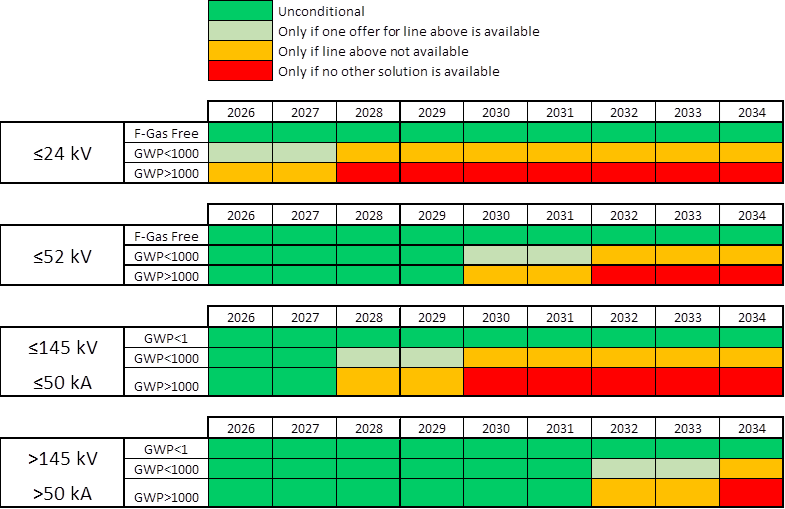 Unconditional
Only if one offer for line above is available
Only if line above not available
Only if no other solution is available
2026 2027 2028 2029 2030 2031 2032 2033 2034
≤24 kV
F-Gas Free
GWP<1000
GWP>1000
2026 2027 2028 2029 2030 2031 2032 2033 2034
≤52 kV
F-Gas Free
GWP<1000
GWP>1000
2026 2027 2028 2029 2030 2031 2032 2033 2034
≤145 kV
≤50 kA
GWP<1
GWP<1000
GWP>1000
2026 2027 2028 2029 2030 2031 2032 2033 2034
>145 kV
>50 kA
GWP<1
GWP<1000
GWP>1000